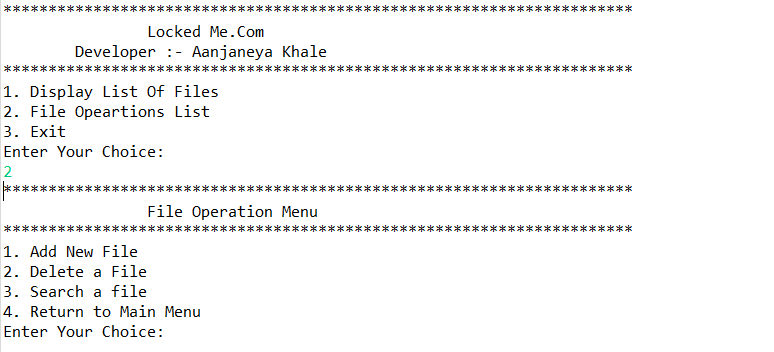 **********************************************************************
Locked Me.Com
Developer :- Aanjaneya Khale
**********************************************************************
1. Display List Of Files
2. File Opeartions List
3. Exit
Enter Your Choice:
2
**********************************************************************
File Operation Menu
**********************************************************************
1. Add New File
2. Delete a File
3. Search a file
4. Return to Main Menu
Enter Your Choice: